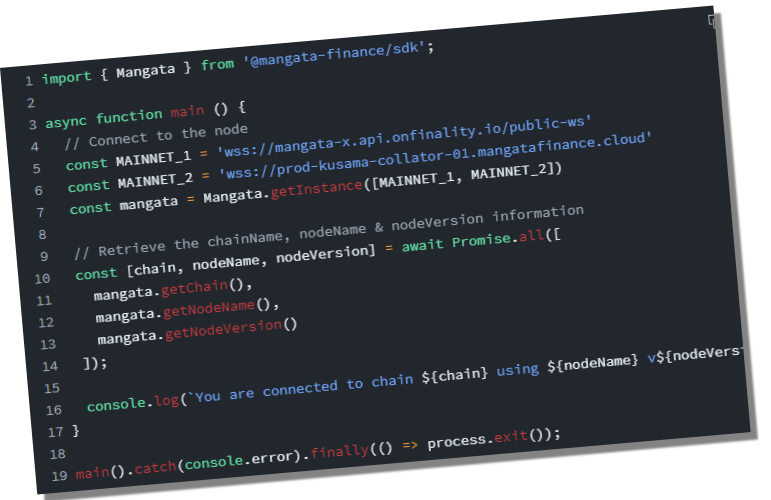 1 import { Mangata } from '@mangata-finance/sdk';
2
3 async function main () {
4 // Connect to the node
5 const MAINNET_1 = 'wss://mangata-x.api.onfinality.io/public-ws'
6 const MAINNET_2 = 'wss://prod-kusama-collator-01.mangatafinance.cloud'
7 const mangata = Mangata.getInstance([MAINNET_1, MAINNET_2])
8
9 // Retrieve the chainName, nodeName & nodeVersion information
10 const [chain, nodeName, nodeVersion] = await Promise.all([
11 mangata.getChain(),
12 mangata.getNodeName(),
13 mangata.getNodeVersion()
14 ]);
15
16 console.log(`You are connected to chain ${chain} using ${nodeName} v${nodeVers
17 }
18
19 main().catch(console.error).finally(() => process.exit());